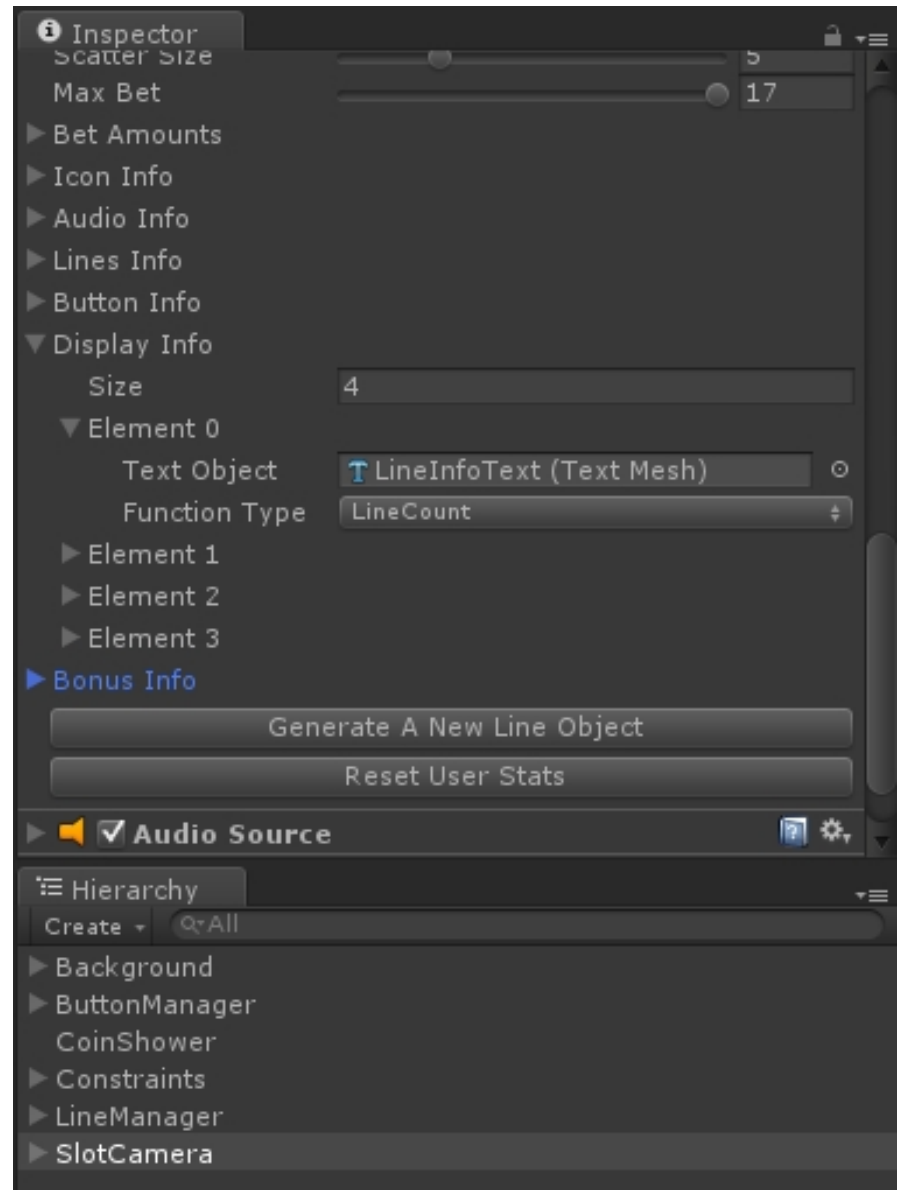 Inspector
Scatter Size 5
Max Bet 17
Bet Amounts
Icon Info
Audio Info
Lines Info
Button Info
Display Info
Size 4
Element 0
Text Object LineInfoText (Text Mesh)
Function Type LineCount
Element 1
Element 2
Element 3
Bonus Info
Generate A New Line Object
Reset User Stats
Audio Source
Hierarchy
Create All
Background
ButtonManager
CoinShower
Constraints
LineManager
SlotCamera